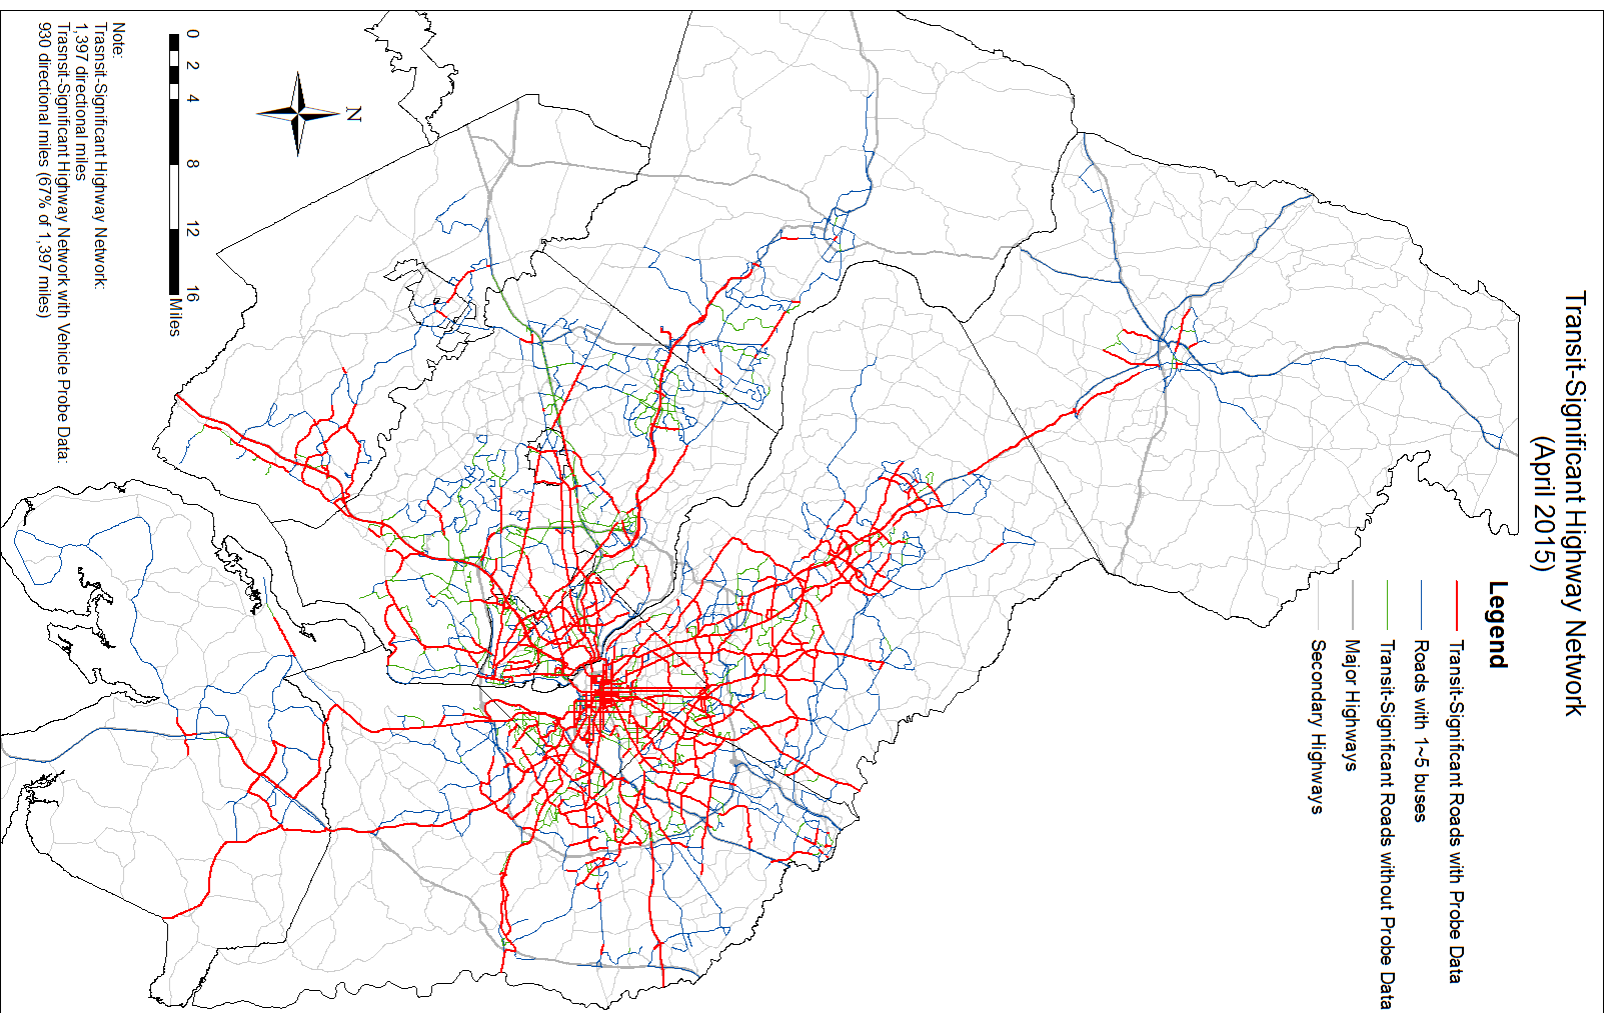 Transit-Significant Highway Network
(April 2015)
Legend
Transit-Significant Roads with Probe Data
Roads with 1~5 buses
Transit-Significant Roads without Probe Data
Major Highways
Secondary Highways
N
0 2 4 8 12 16
Miles
Note:
Trasnsit-Significant Highway Network:
1,397 directional miles
Trasnsit-Significant Highway Network with Vehicle Probe Data:
930 directional miles (67% of 1,397 miles)